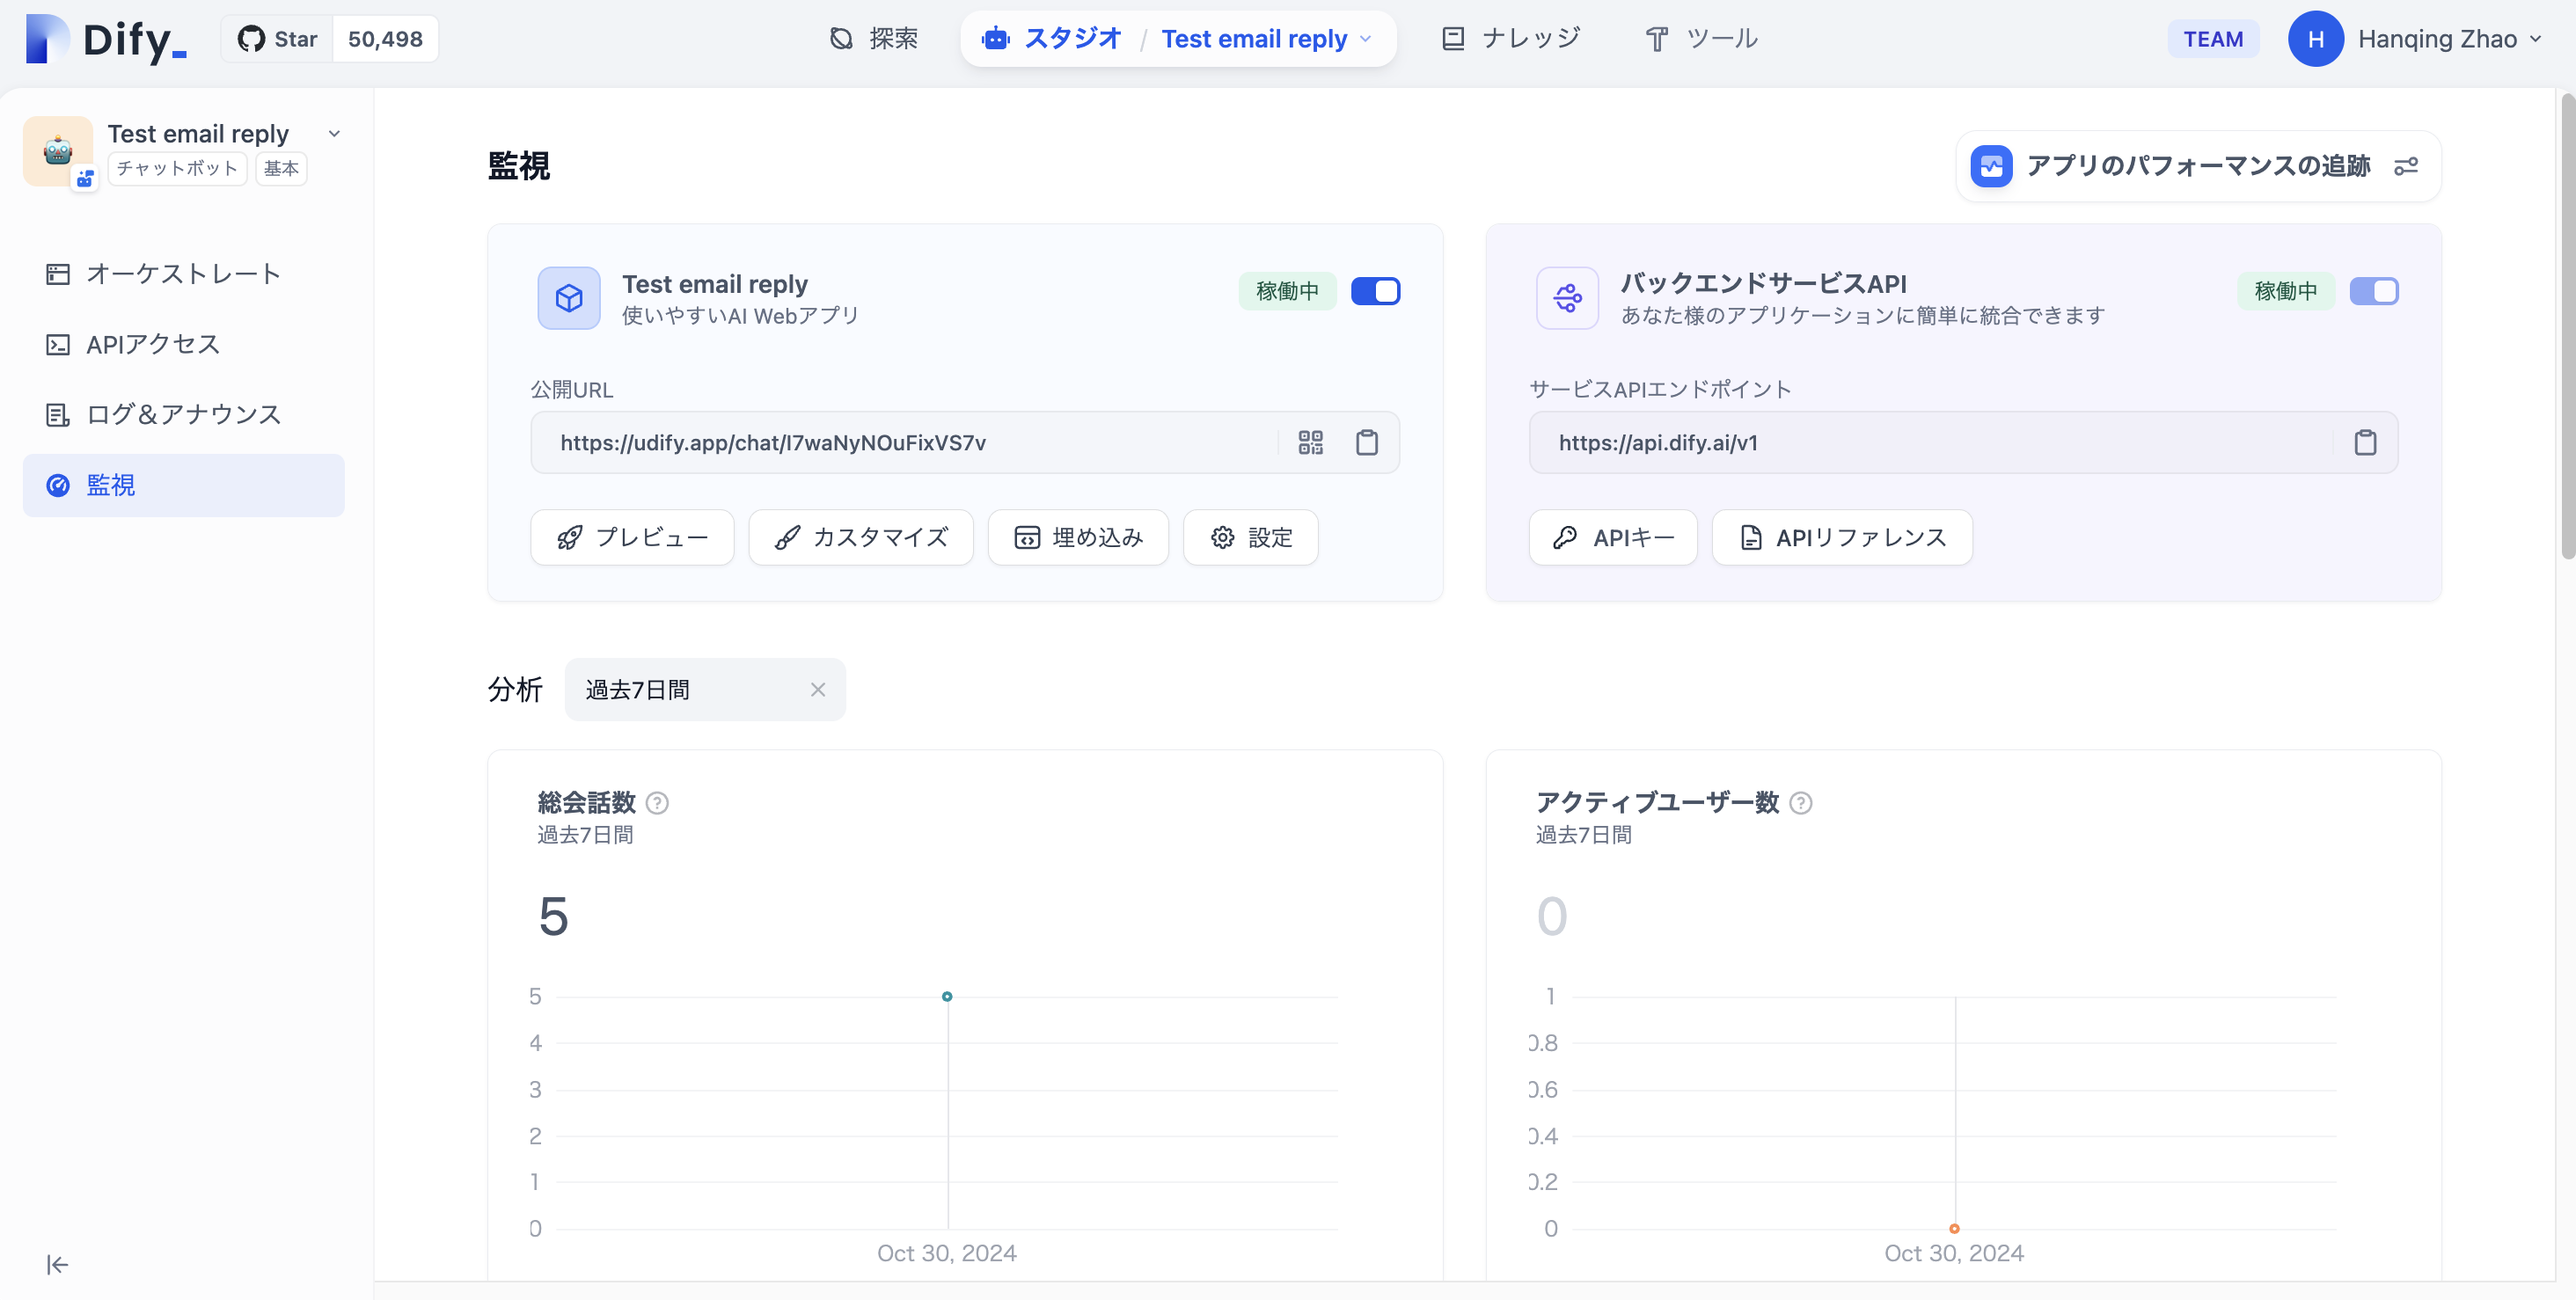 Dify_
Star 50,498
探索
スタジオ / Test email reply
ナレッジ
ツール
TEAM
H Hanqing Zhao
Test email reply
チャットボット 基本
オーケストレート
APIアクセス
ログ&アナウンス
監視
監視
アプリのパフォーマンスの追跡
Test email reply
使いやすいAI Webアプリ
稼働中
公開URL
https://udify.app/chat/I7waNyNOuFixVS7v
プレビュー カスタマイズ 埋め込み 設定
バックエンドサービスAPI
あなた様のアプリケーションに簡単に統合できます
稼働中
サービスAPIエンドポイント
https://api.dify.ai/v1
APIキー APIリファレンス
分析 過去7日間
総会話数
過去7日間
5
5
4
3
2
1
0
Oct 30, 2024
アクティブユーザー数
過去7日間
0
1
0.8
0.6
0.4
0.2
0
Oct 30, 2024